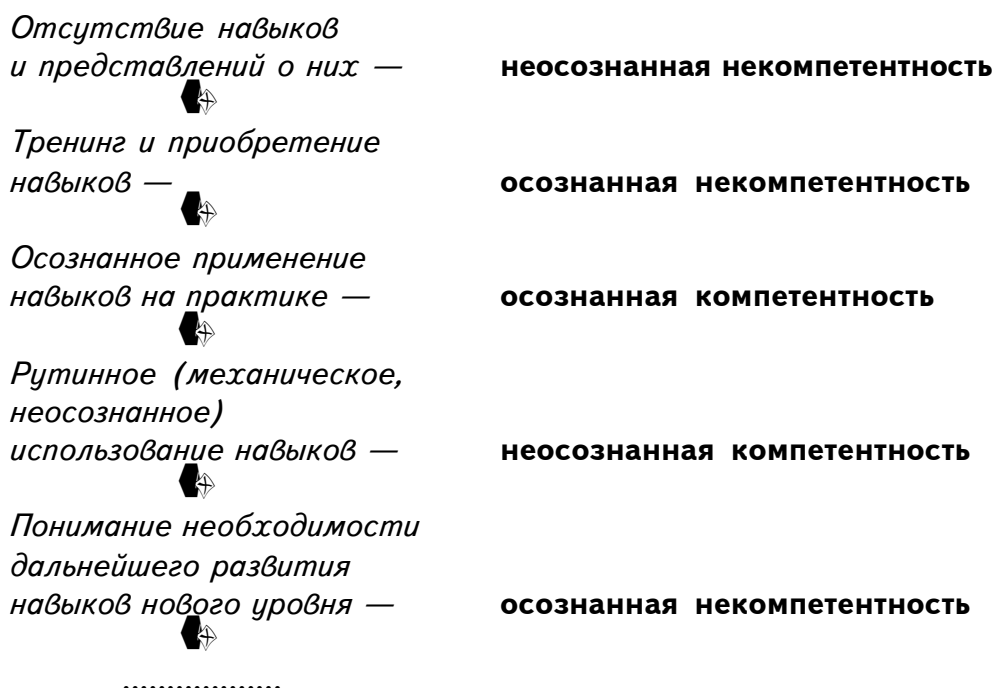 Отсутствие навыков
и представлений о них — неосознанная некомпетентность
Тренинг и приобретение
навыков — осознанная некомпетентность
Осознанное применение
навыков на практике — осознанная компетентность
Рутинное (механическое,
неосознанное)
использование навыков — неосознанная компетентность
Понимание необходимости
дальнейшего развития
навыков нового уровня — осознанная некомпетентность
..................